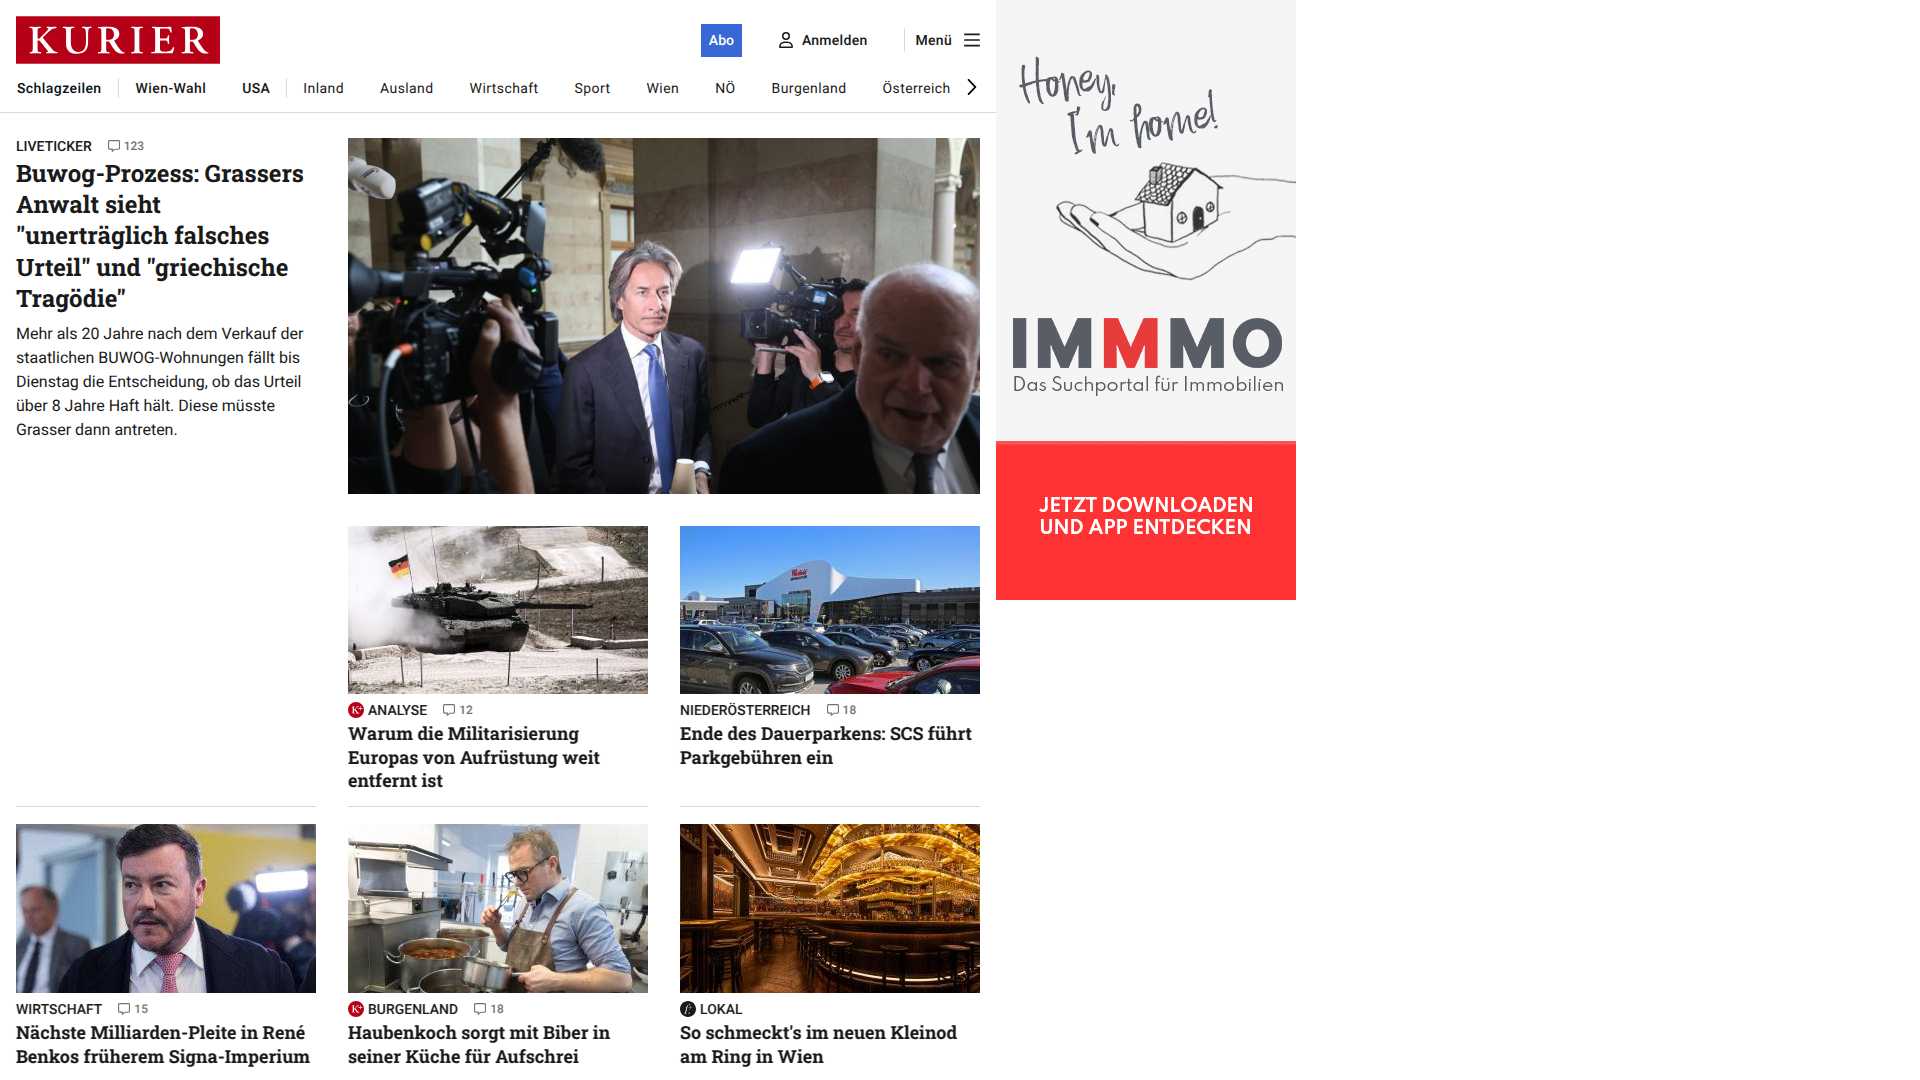 KURIER
Abo
Anmelden
Menü
Schlagzeilen
Wien-Wahl
USA
Inland
Ausland
Wirtschaft
Sport
Wien
NÖ
Burgenland
Österreich
LIVETICKER 123
Buwog-Prozess: Grassers
Anwalt sieht
"unerträglich falsches
Urteil" und "griechische
Tragödie"
Mehr als 20 Jahre nach dem Verkauf der
staatlichen BUWOG-Wohnungen fällt bis
Dienstag die Entscheidung, ob das Urteil
über 8 Jahre Haft hält. Diese müsste
Grasser dann antreten.
K+ ANALYSE 12
Warum die Militarisierung
Europas von Aufrüstung weit
entfernt ist
NIEDERÖSTERREICH 18
Ende des Dauerparkens: SCS führt
Parkgebühren ein
WIRTSCHAFT 15
Nächste Milliarden-Pleite in René
Benkos früherem Signa-Imperium
K+ BURGENLAND 18
Haubenkoch sorgt mit Biber in
seiner Küche für Aufschrei
LOKAL
So schmeckt's im neuen Kleinod
am Ring in Wien
Honey,
I'm home!
IMMMO
Das Suchportal für Immobilien
JETZT DOWNLOADEN
UND APP ENTDECKEN